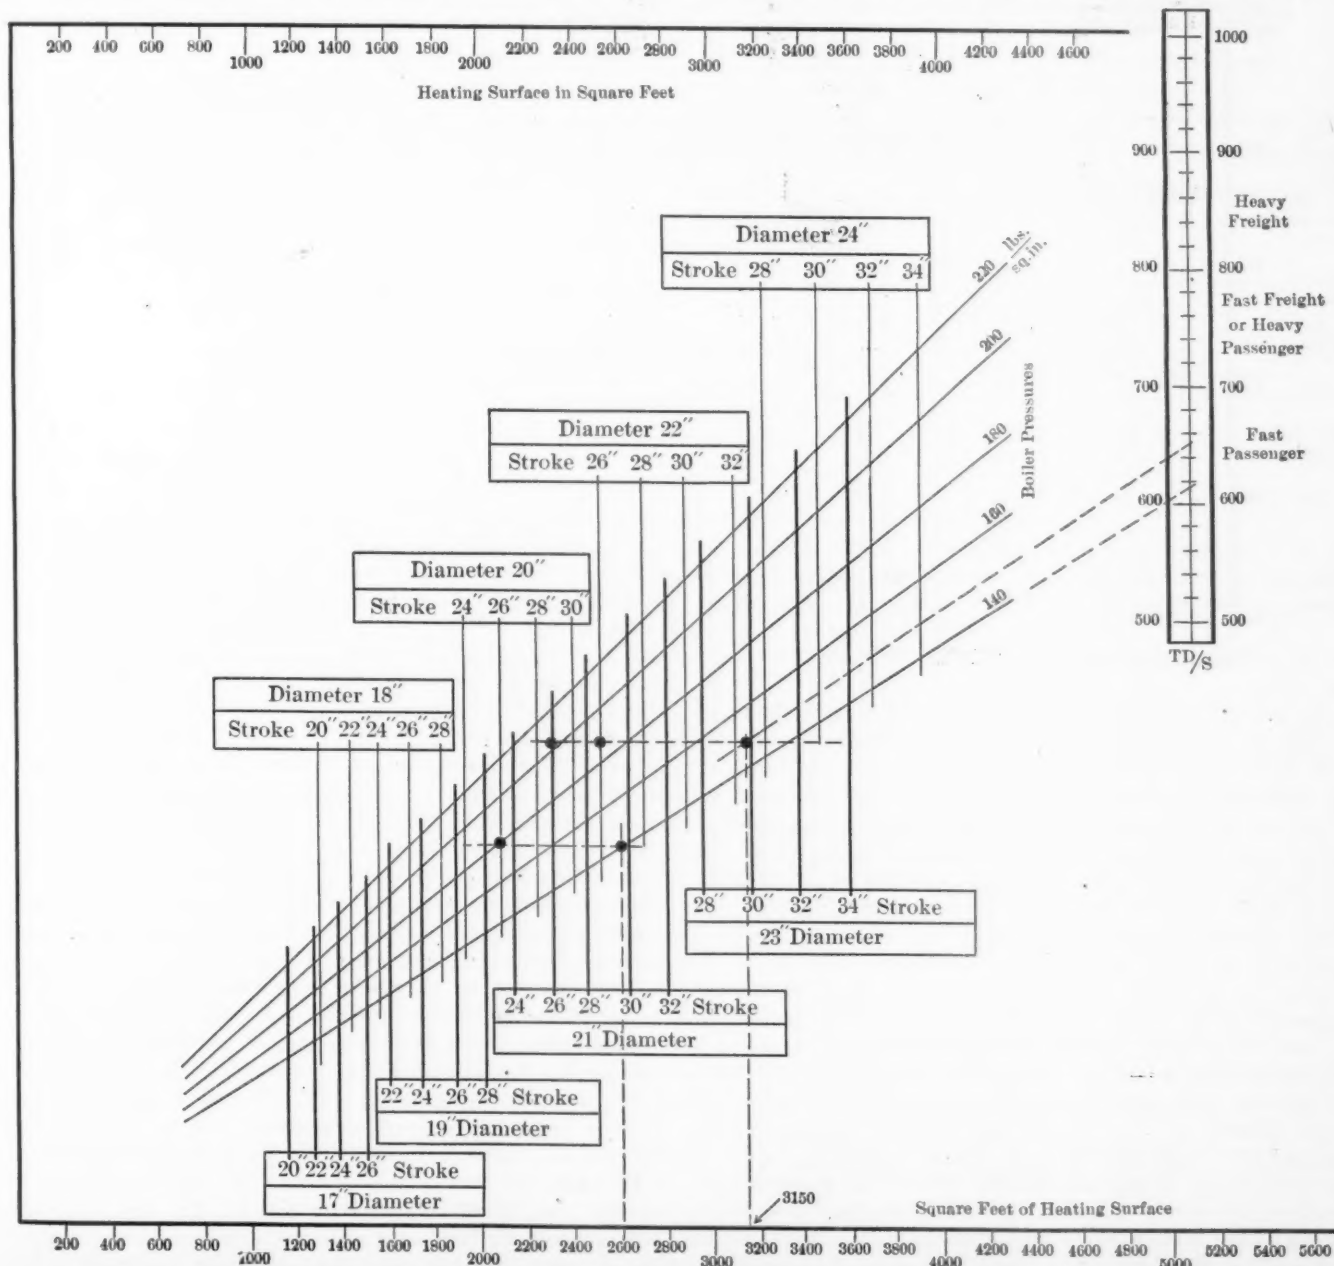 200 400 600 800 1000 1200 1400 1600 1800 2000 2200 2400 2600 2800 3000 3200 3400 3600 3800 4000 4200 4400 4600
Heating Surface in Square Feet
1000
900 900
Heavy
Freight
800 800
Fast Freight
or Heavy
Passenger
700 700
Fast
Passenger
600 600
500 500
TD/S
Diameter 24"
Stroke 28" 30" 32" 34"
220 lbs.
sq.in.
200
180
160
140
Boiler Pressures
Diameter 22"
Stroke 26" 28" 30" 32"
Diameter 20"
Stroke 24" 26" 28" 30"
Diameter 18"
Stroke 20" 22" 24" 26" 28"
28" 30" 32" 34" Stroke
23" Diameter
24" 26" 28" 30" 32" Stroke
21" Diameter
22" 24" 26" 28" Stroke
19" Diameter
20" 22" 24" 26" Stroke
17" Diameter
3150
Square Feet of Heating Surface
200 400 600 800 1000 1200 1400 1600 1800 2000 2200 2400 2600 2800 3000 3200 3400 3600 3800 4000 4200 4400 4600 4800 5000 5200 5400 5600